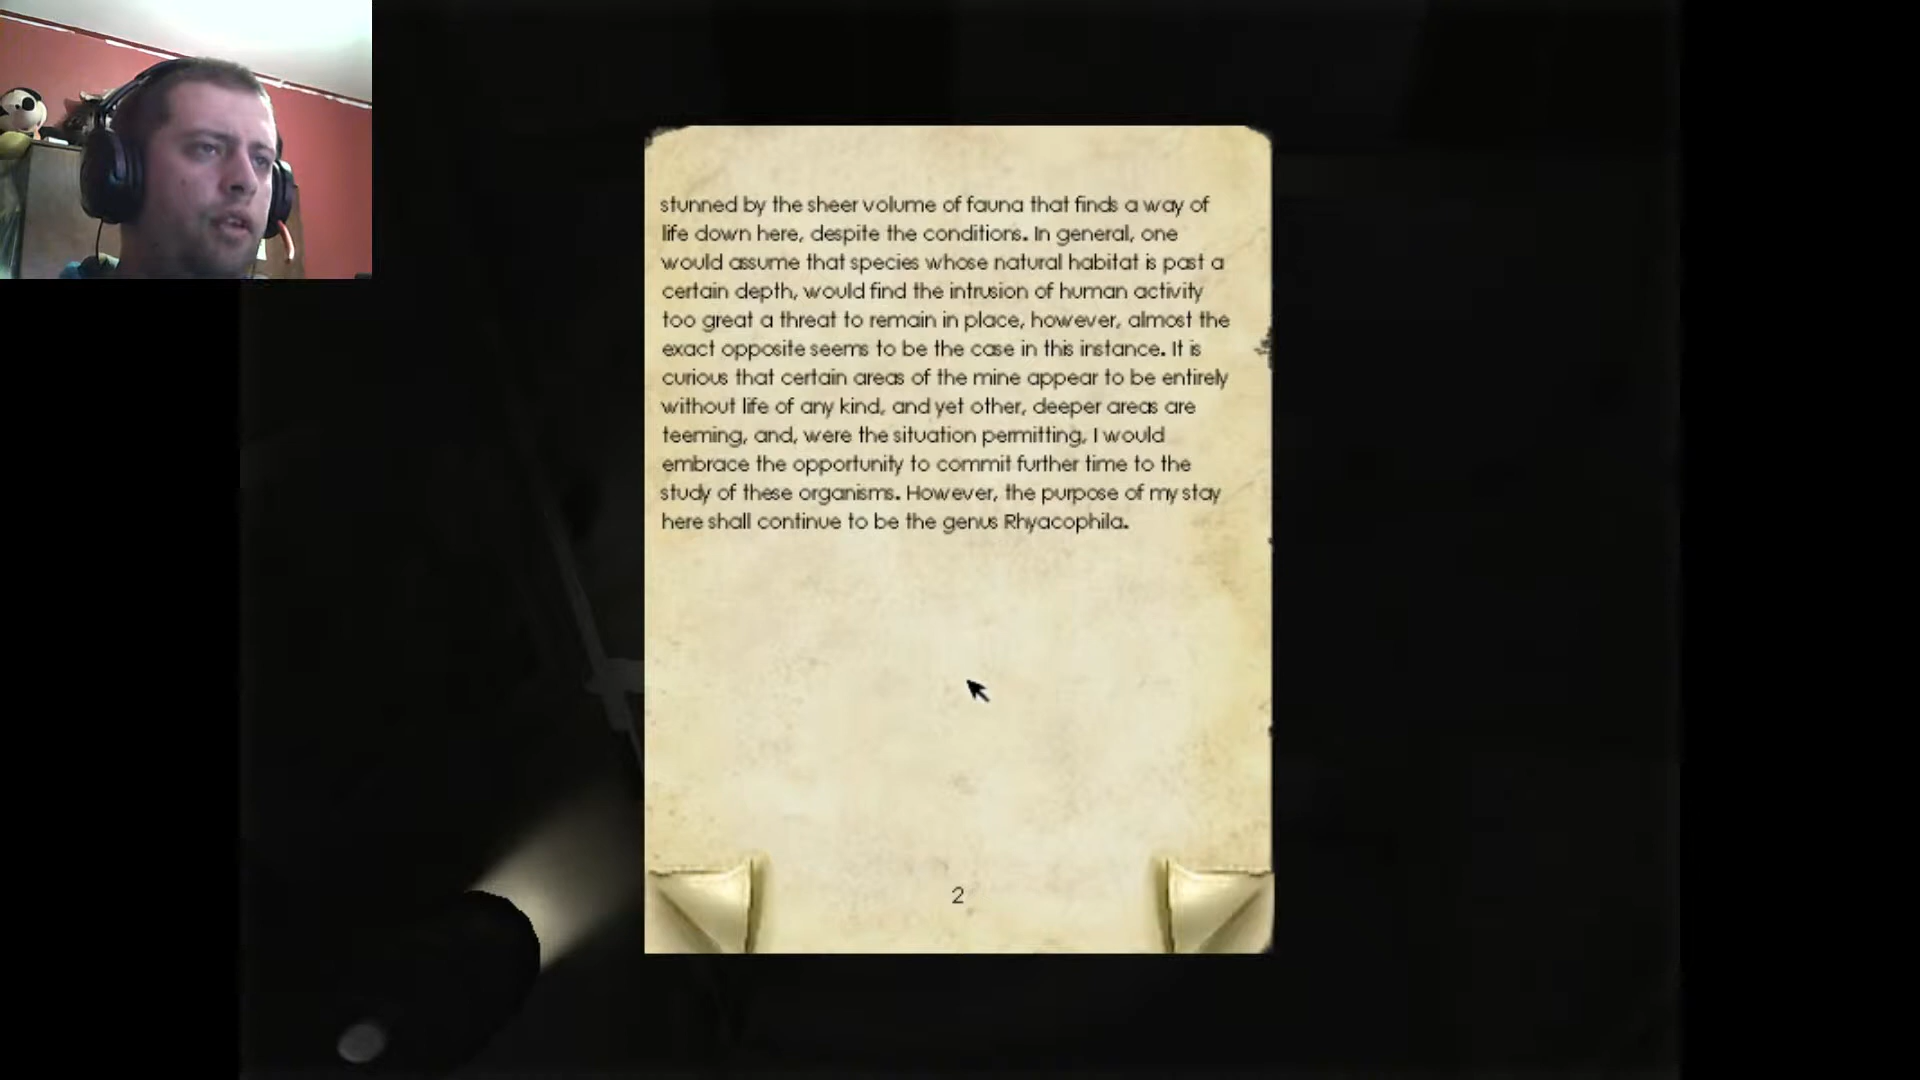 stunned by the sheer volume of fauna that finds a way of
life down here, despite the conditions. In general, one
would assume that species whose natural habitat is past a
certain depth, would find the intrusion of human activity
too great a threat to remain in place, however, almost the
exact opposite seems to be the case in this instance. It is
curious that certain areas of the mine appear to be entirely
without life of any kind, and yet other, deeper areas are
teeming, and, were the situation permitting, I would
embrace the opportunity to commit further time to the
study of these organisms. However, the purpose of my stay
here shall continue to be the genus Rhyacophila.
2